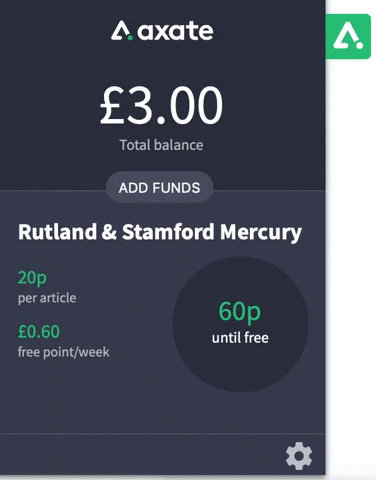 axate
£3.00
Total balance
ADD FUNDS
Rutland & Stamford Mercury
20p
per article
£0.60
free point/week
60p
until free